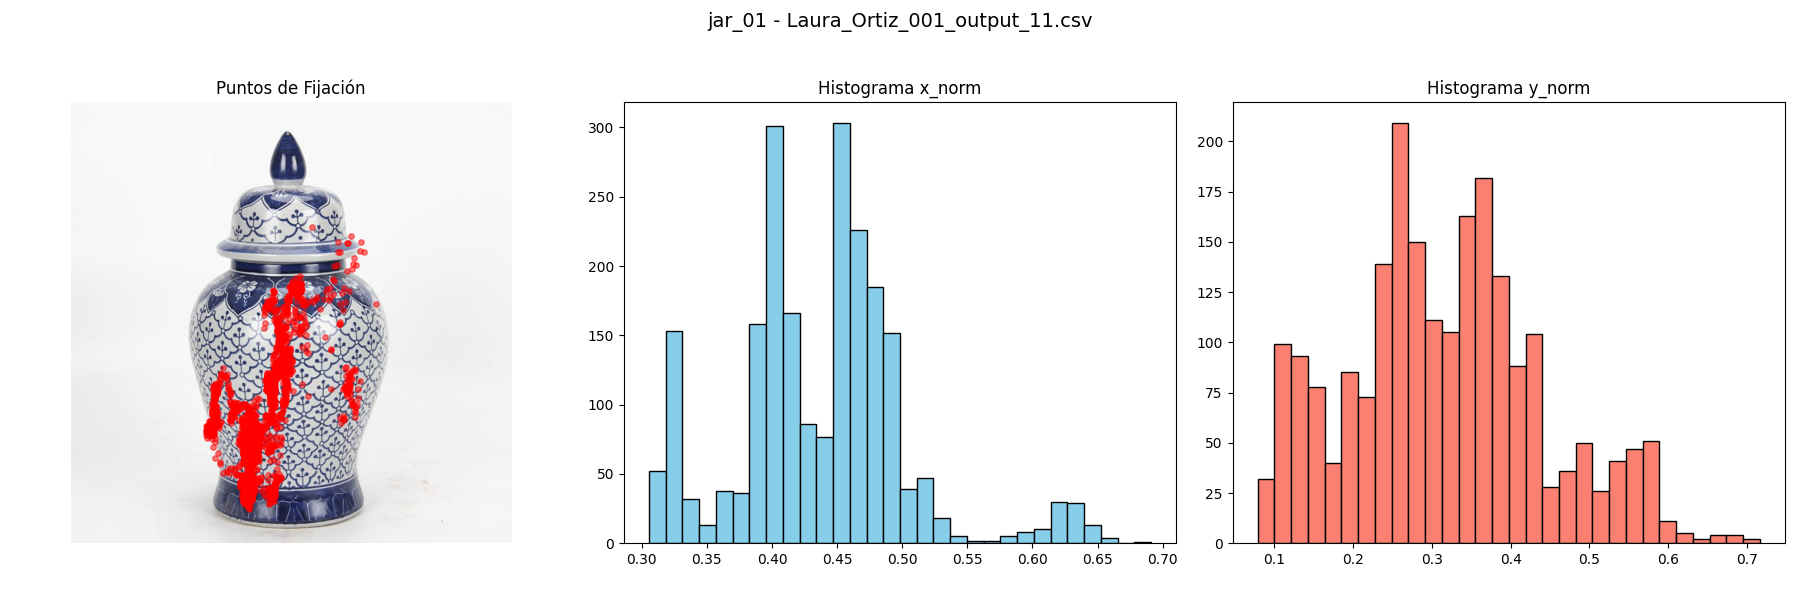 jar_01 - Laura_Ortiz_001_output_11.csv
Puntos de Fijación
Histograma x_norm
300
250
200
150
100
50
0
0.30 0.35 0.40 0.45 0.50 0.55 0.60 0.65 0.70
Histograma y_norm
200
175
150
125
100
75
50
25
0
0.1 0.2 0.3 0.4 0.5 0.6 0.7